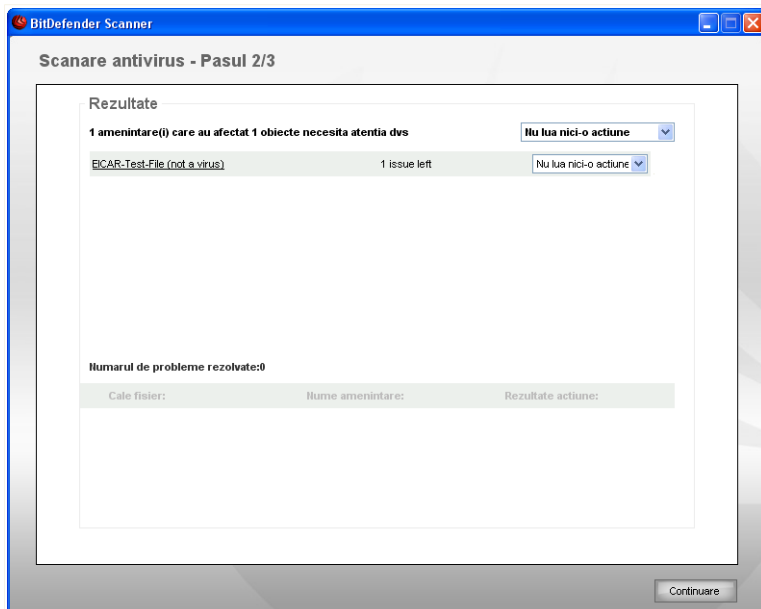 BitDefender Scanner
Scanare antivirus - Pasul 2/3
Rezultate
1 amenintare(i) care au afectat 1 obiecte necesita atentia dvs Nu lua nici-o actiune
EICAR-Test-File (not a virus) 1 issue left Nu lua nici-o actiune
Numarul de probleme rezolvate:0
Cale fisier: Nume amenintare: Rezultate actiune:
Continuare